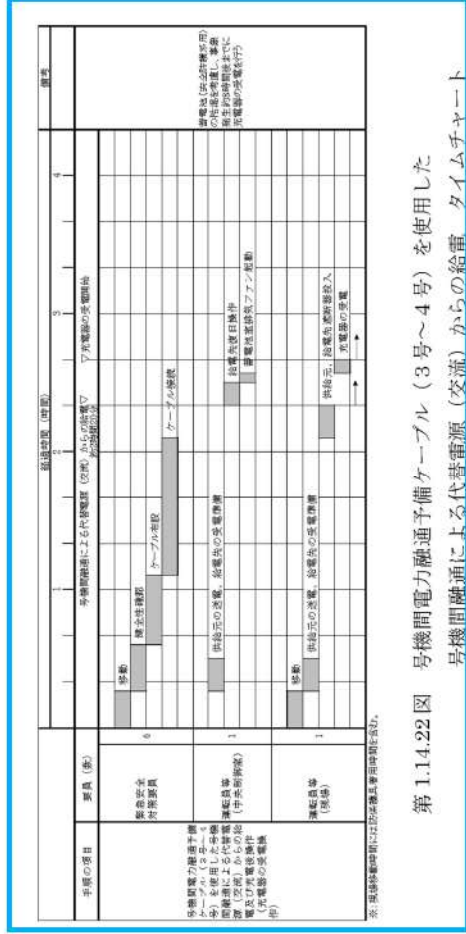 手順の項目
要員（数）
経過時間（時間）
備考
1
2
3
4
号機間融通による代替電源（交流）からの給電▽
約2時間20分
▽充電器の受電開始
号機間電力融通予備
ケーブル（3号～4
号）を使用した号機
間融通による代替電
源（交流）からの給
電及び充電後操作
（充電器の受電操
作）
緊急安全
対策要員
6
移動
健全性確認
ケーブル布設
ケーブル接続
運転員等
（中央制御室）
1
供給元の送電、給電先の受電準備
給電先復旧操作
蓄電池室排気ファン起動
運転員等
（現場）
1
移動
供給元の送電、給電先の受電準備
供給元、給電先遮断器投入
充電器の受電
蓄電池（安全防護系用）
の枯渇を考慮し、事象
発生約8時間後までに
充電器の受電を行う
※：現場移動時間には防護具着用時間を含む。
第1.14.22図　号機間電力融通予備ケーブル（3号～4号）を使用した
号機間融通による代替電源（交流）からの給電　タイムチャート